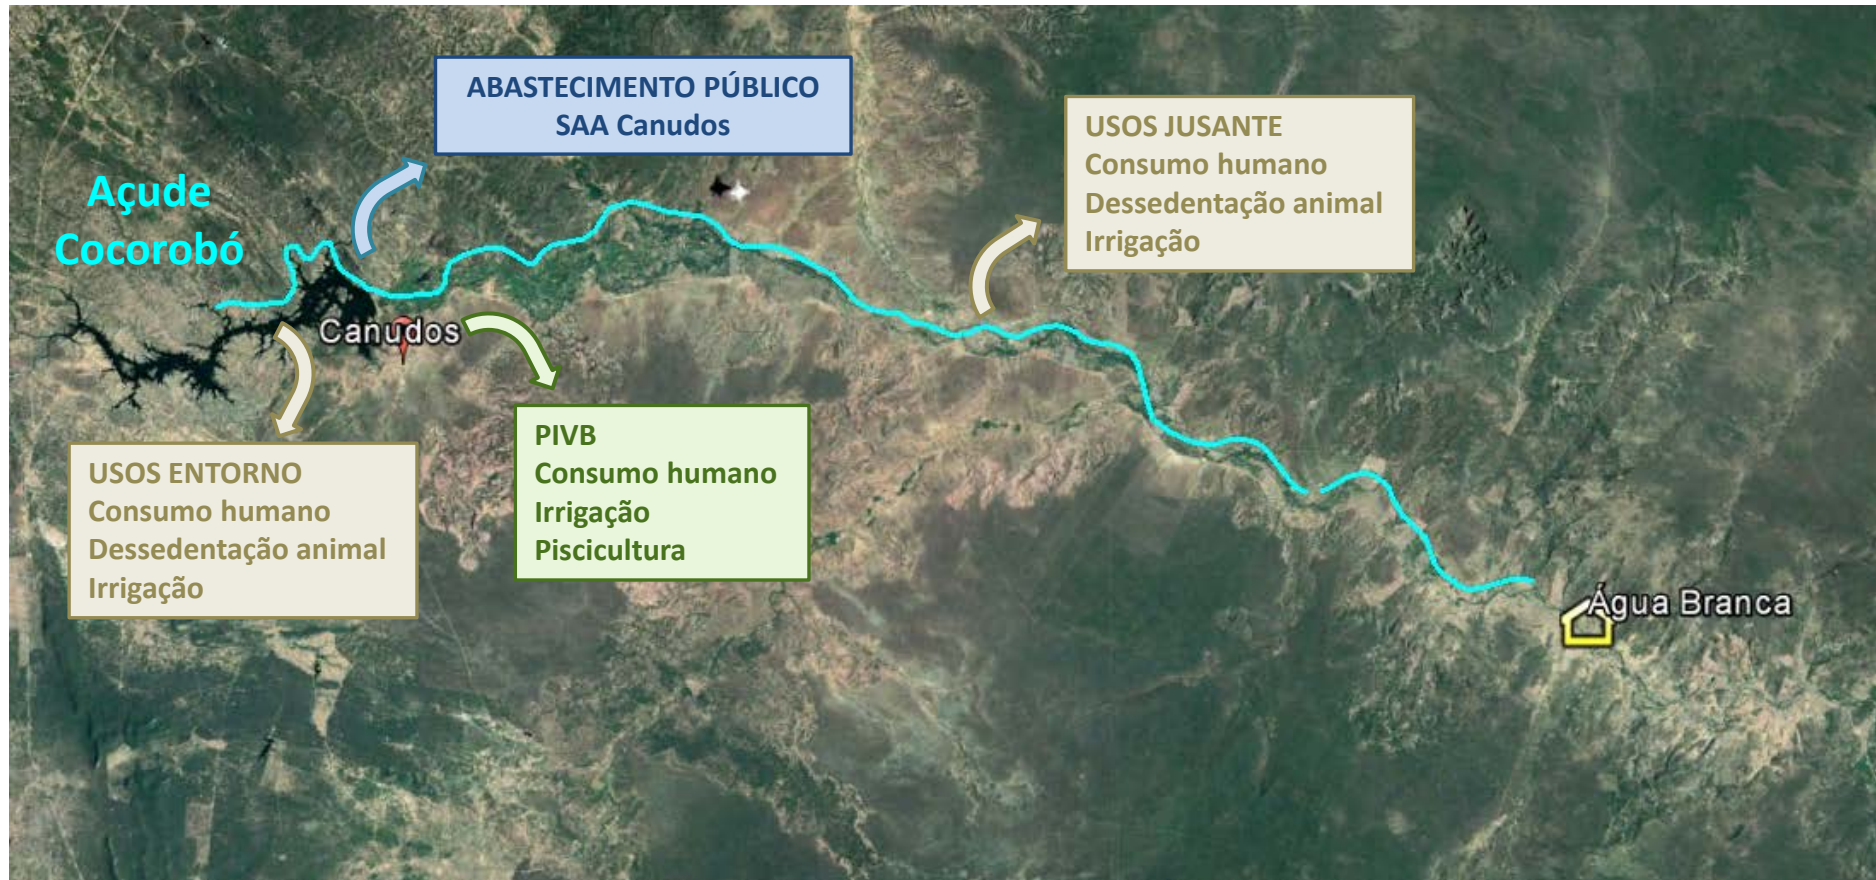 ABASTECIMENTO PÚBLICO
SAA Canudos
USOS JUSANTE
Consumo humano
Dessedentação animal
Irrigação
Açude
Cocorobó
Canudos
PIVB
Consumo humano
Irrigação
Piscicultura
USOS ENTORNO
Consumo humano
Dessedentação animal
Irrigação
Água Branca